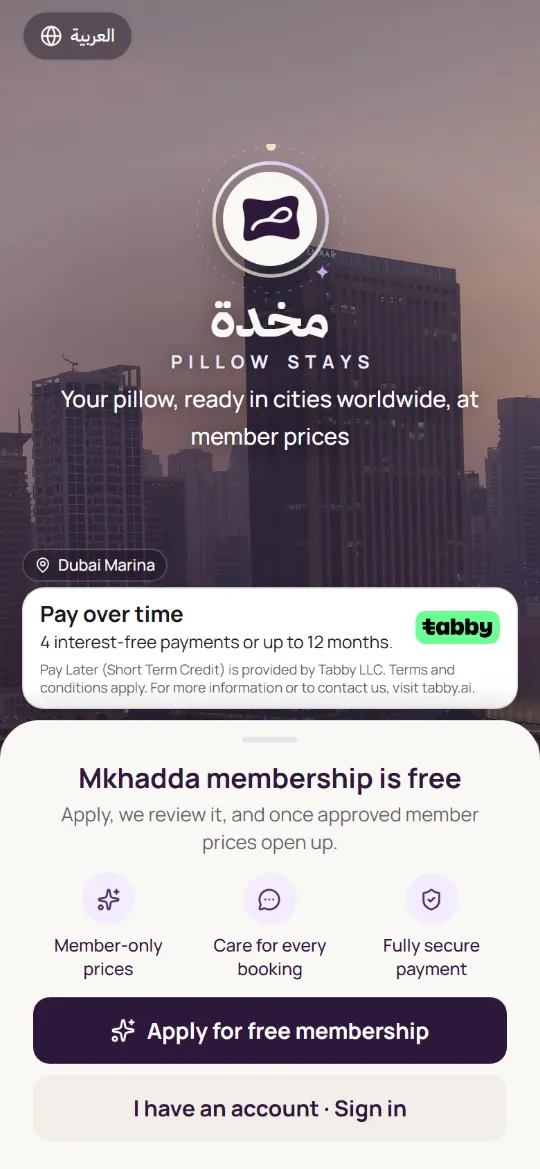 العربية
EMAAR
مخدة
PILLOW STAYS
Your pillow, ready in cities worldwide, at
member prices
Dubai Marina
Pay over time
4 interest-free payments or up to 12 months.
tabby
Pay Later (Short Term Credit) is provided by Tabby LLC. Terms and
conditions apply. For more information or to contact us, visit tabby.ai.
Mkhadda membership is free
Apply, we review it, and once approved member
prices open up.
Member-only
prices
Care for every
booking
Fully secure
payment
Apply for free membership
I have an account · Sign in